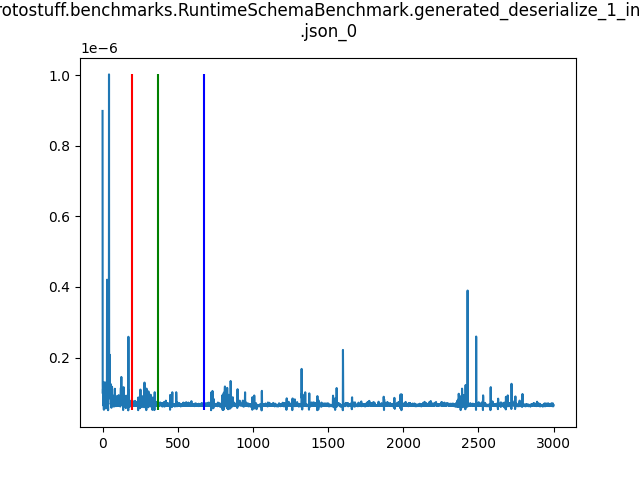 rotostuff.benchmarks.RuntimeSchemaBenchmark.generated_deserialize_1_in
.json_0
1e−6
1.0
0.8
0.6
0.4
0.2
0 500 1000 1500 2000 2500 3000